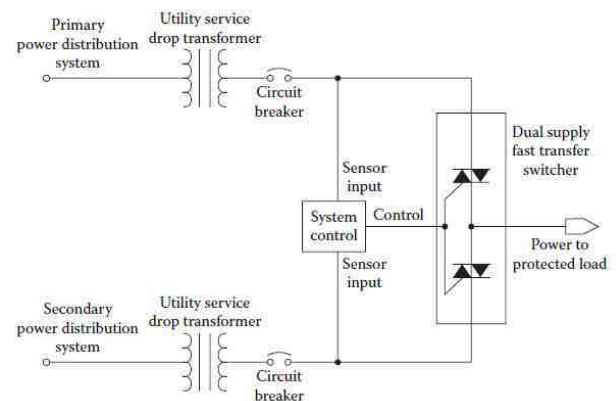 Primary
power distribution
system
Utility service
drop transformer
Circuit
breaker
Dual supply
fast transfer
switcher
Sensor
input
System
control
Control
Power to
protected load
Sensor
input
Secondary
power distribution
system
Utility service
drop transformer
Circuit
breaker